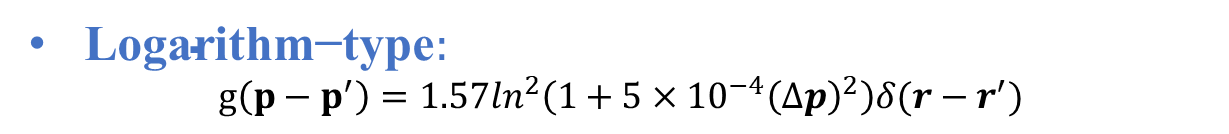 • Logarithm−type:
g(𝐩 − 𝐩′) = 1.57𝑙𝑛²(1 + 5 × 10⁻⁴(Δ𝒑)²)𝛿(𝒓 − 𝒓′)